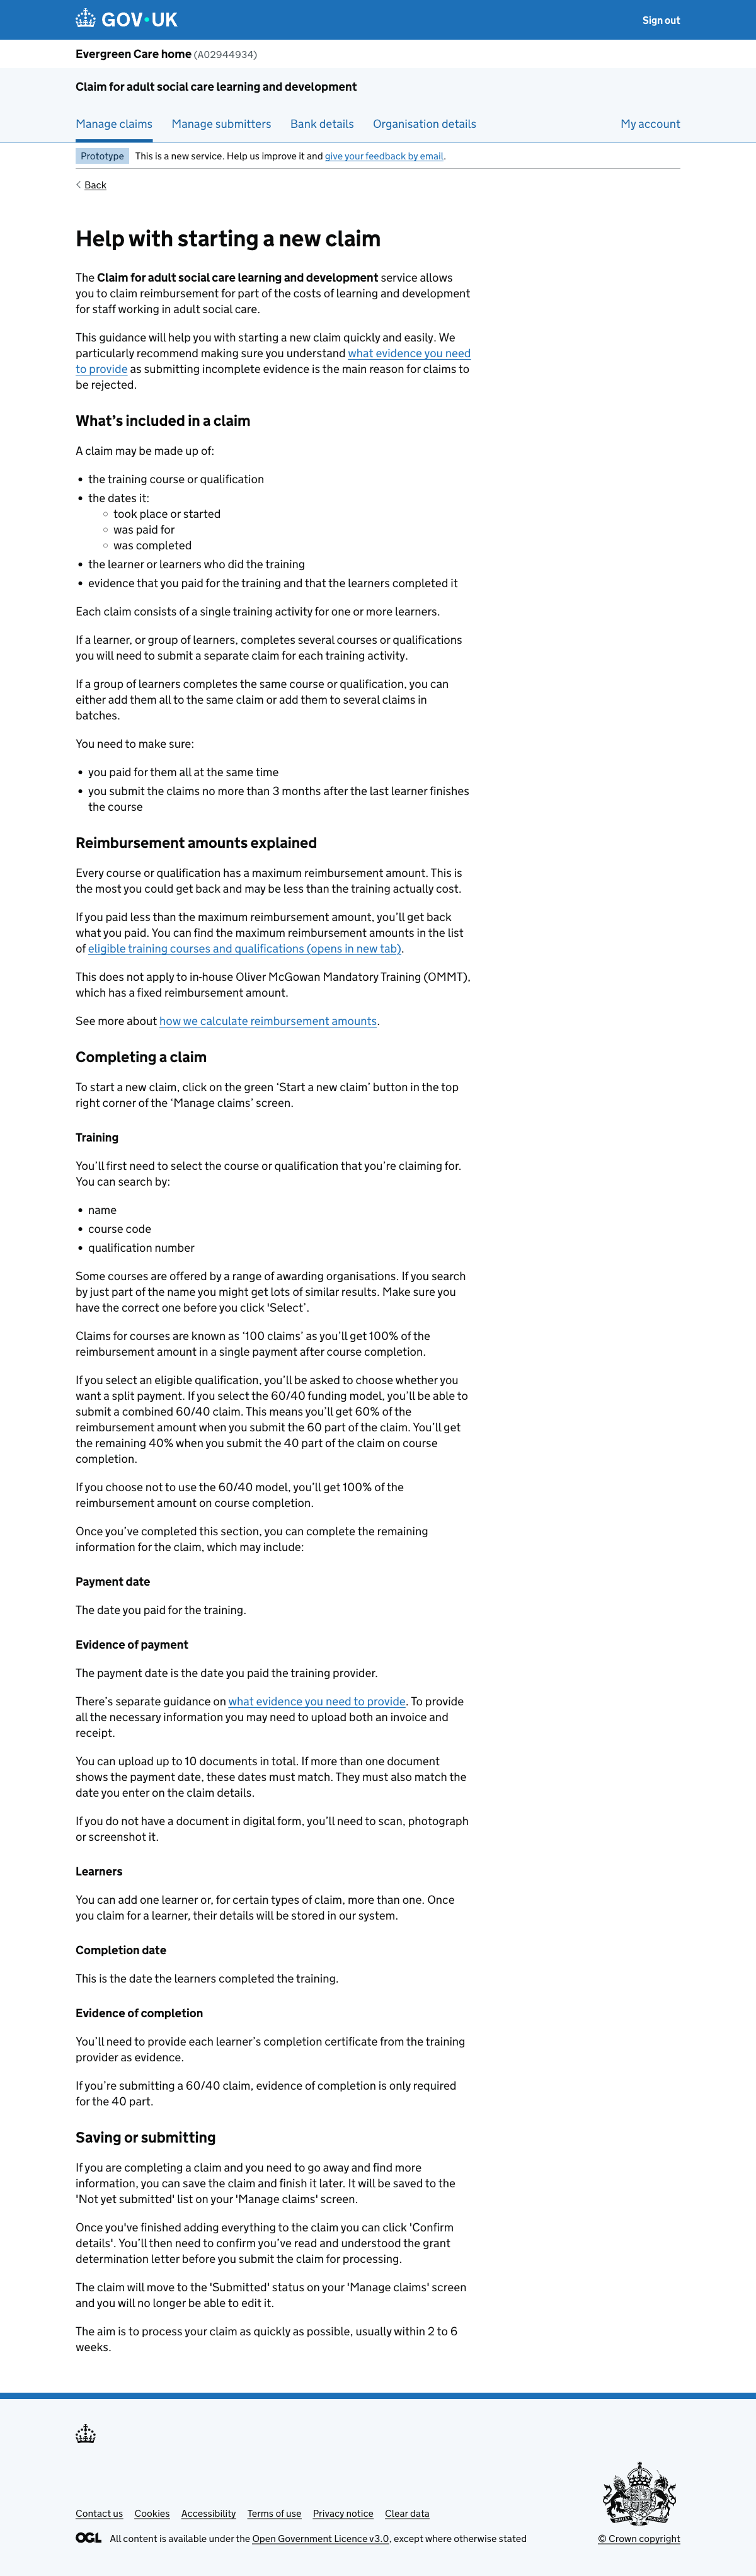 GOV·UK
Sign out
Evergreen Care home (A02944934)
Claim for adult social care learning and development
Manage claims
Manage submitters
Bank details
Organisation details
My account
Prototype
This is a new service. Help us improve it and give your feedback by email.
Back
Help with starting a new claim
The Claim for adult social care learning and development service allows
you to claim reimbursement for part of the costs of learning and development
for staff working in adult social care.
This guidance will help you with starting a new claim quickly and easily. We
particularly recommend making sure you understand what evidence you need
to provide as submitting incomplete evidence is the main reason for claims to
be rejected.
What’s included in a claim
A claim may be made up of:
• the training course or qualification
• the dates it:
○ took place or started
○ was paid for
○ was completed
• the learner or learners who did the training
• evidence that you paid for the training and that the learners completed it
Each claim consists of a single training activity for one or more learners.
If a learner, or group of learners, completes several courses or qualifications
you will need to submit a separate claim for each training activity.
If a group of learners completes the same course or qualification, you can
either add them all to the same claim or add them to several claims in
batches.
You need to make sure:
• you paid for them all at the same time
• you submit the claims no more than 3 months after the last learner finishes
the course
Reimbursement amounts explained
Every course or qualification has a maximum reimbursement amount. This is
the most you could get back and may be less than the training actually cost.
If you paid less than the maximum reimbursement amount, you’ll get back
what you paid. You can find the maximum reimbursement amounts in the list
of eligible training courses and qualifications (opens in new tab).
This does not apply to in-house Oliver McGowan Mandatory Training (OMMT),
which has a fixed reimbursement amount.
See more about how we calculate reimbursement amounts.
Completing a claim
To start a new claim, click on the green ‘Start a new claim’ button in the top
right corner of the ‘Manage claims’ screen.
Training
You’ll first need to select the course or qualification that you’re claiming for.
You can search by:
• name
• course code
• qualification number
Some courses are offered by a range of awarding organisations. If you search
by just part of the name you might get lots of similar results. Make sure you
have the correct one before you click 'Select’.
Claims for courses are known as ‘100 claims’ as you’ll get 100% of the
reimbursement amount in a single payment after course completion.
If you select an eligible qualification, you’ll be asked to choose whether you
want a split payment. If you select the 60/40 funding model, you’ll be able to
submit a combined 60/40 claim. This means you’ll get 60% of the
reimbursement amount when you submit the 60 part of the claim. You’ll get
the remaining 40% when you submit the 40 part of the claim on course
completion.
If you choose not to use the 60/40 model, you’ll get 100% of the
reimbursement amount on course completion.
Once you’ve completed this section, you can complete the remaining
information for the claim, which may include:
Payment date
The date you paid for the training.
Evidence of payment
The payment date is the date you paid the training provider.
There’s separate guidance on what evidence you need to provide. To provide
all the necessary information you may need to upload both an invoice and
receipt.
You can upload up to 10 documents in total. If more than one document
shows the payment date, these dates must match. They must also match the
date you enter on the claim details.
If you do not have a document in digital form, you’ll need to scan, photograph
or screenshot it.
Learners
You can add one learner or, for certain types of claim, more than one. Once
you claim for a learner, their details will be stored in our system.
Completion date
This is the date the learners completed the training.
Evidence of completion
You’ll need to provide each learner’s completion certificate from the training
provider as evidence.
If you’re submitting a 60/40 claim, evidence of completion is only required
for the 40 part.
Saving or submitting
If you are completing a claim and you need to go away and find more
information, you can save the claim and finish it later. It will be saved to the
'Not yet submitted' list on your 'Manage claims' screen.
Once you've finished adding everything to the claim you can click 'Confirm
details'. You’ll then need to confirm you’ve read and understood the grant
determination letter before you submit the claim for processing.
The claim will move to the 'Submitted' status on your 'Manage claims' screen
and you will no longer be able to edit it.
The aim is to process your claim as quickly as possible, usually within 2 to 6
weeks.
Contact us
Cookies
Accessibility
Terms of use
Privacy notice
Clear data
OGL All content is available under the Open Government Licence v3.0, except where otherwise stated
© Crown copyright